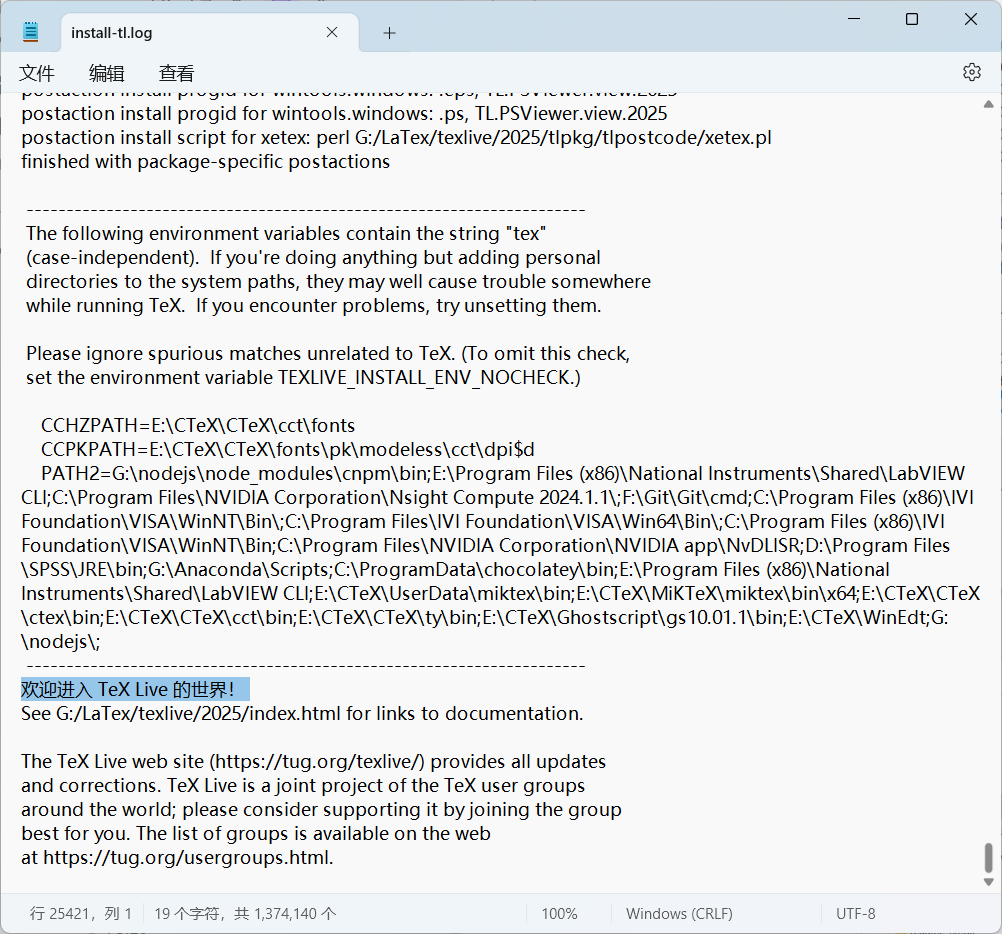 install-tl.log
文件 编辑 查看
postaction install progid for wintools.windows: .eps, TL.PSViewer.view.2025
postaction install progid for wintools.windows: .ps, TL.PSViewer.view.2025
postaction install script for xetex: perl G:/LaTex/texlive/2025/tlpkg/tlpostcode/xetex.pl
finished with package-specific postactions
----------------------------------------------------------------------
The following environment variables contain the string "tex"
(case-independent).  If you're doing anything but adding personal
directories to the system paths, they may well cause trouble somewhere
while running TeX.  If you encounter problems, try unsetting them.
Please ignore spurious matches unrelated to TeX. (To omit this check,
set the environment variable TEXLIVE_INSTALL_ENV_NOCHECK.)
CCHZPATH=E:\CTeX\CTeX\cct\fonts
CCPKPATH=E:\CTeX\CTeX\fonts\pk\modeless\cct\dpi$d
PATH2=G:\nodejs\node_modules\cnpm\bin;E:\Program Files (x86)\National Instruments\Shared\LabVIEW
CLI;C:\Program Files\NVIDIA Corporation\Nsight Compute 2024.1.1\;F:\Git\Git\cmd;C:\Program Files (x86)\IVI
Foundation\VISA\WinNT\Bin\;C:\Program Files\IVI Foundation\VISA\Win64\Bin\;C:\Program Files (x86)\IVI
Foundation\VISA\WinNT\Bin;C:\Program Files\NVIDIA Corporation\NVIDIA app\NvDLISR;D:\Program Files
\SPSS\JRE\bin;G:\Anaconda\Scripts;C:\ProgramData\chocolatey\bin;E:\Program Files (x86)\National
Instruments\Shared\LabVIEW CLI;E:\CTeX\UserData\miktex\bin;E:\CTeX\MiKTeX\miktex\bin\x64;E:\CTeX\CTeX
\ctex\bin;E:\CTeX\CTeX\cct\bin;E:\CTeX\CTeX\ty\bin;E:\CTeX\Ghostscript\gs10.01.1\bin;E:\CTeX\WinEdt;G:
\nodejs\;
----------------------------------------------------------------------
欢迎进入 TeX Live 的世界！
See G:/LaTex/texlive/2025/index.html for links to documentation.
The TeX Live web site (https://tug.org/texlive/) provides all updates
and corrections. TeX Live is a joint project of the TeX user groups
around the world; please consider supporting it by joining the group
best for you. The list of groups is available on the web
at https://tug.org/usergroups.html.
行 25421，列 1 19 个字符，共 1,374,140 个 100% Windows (CRLF) UTF-8